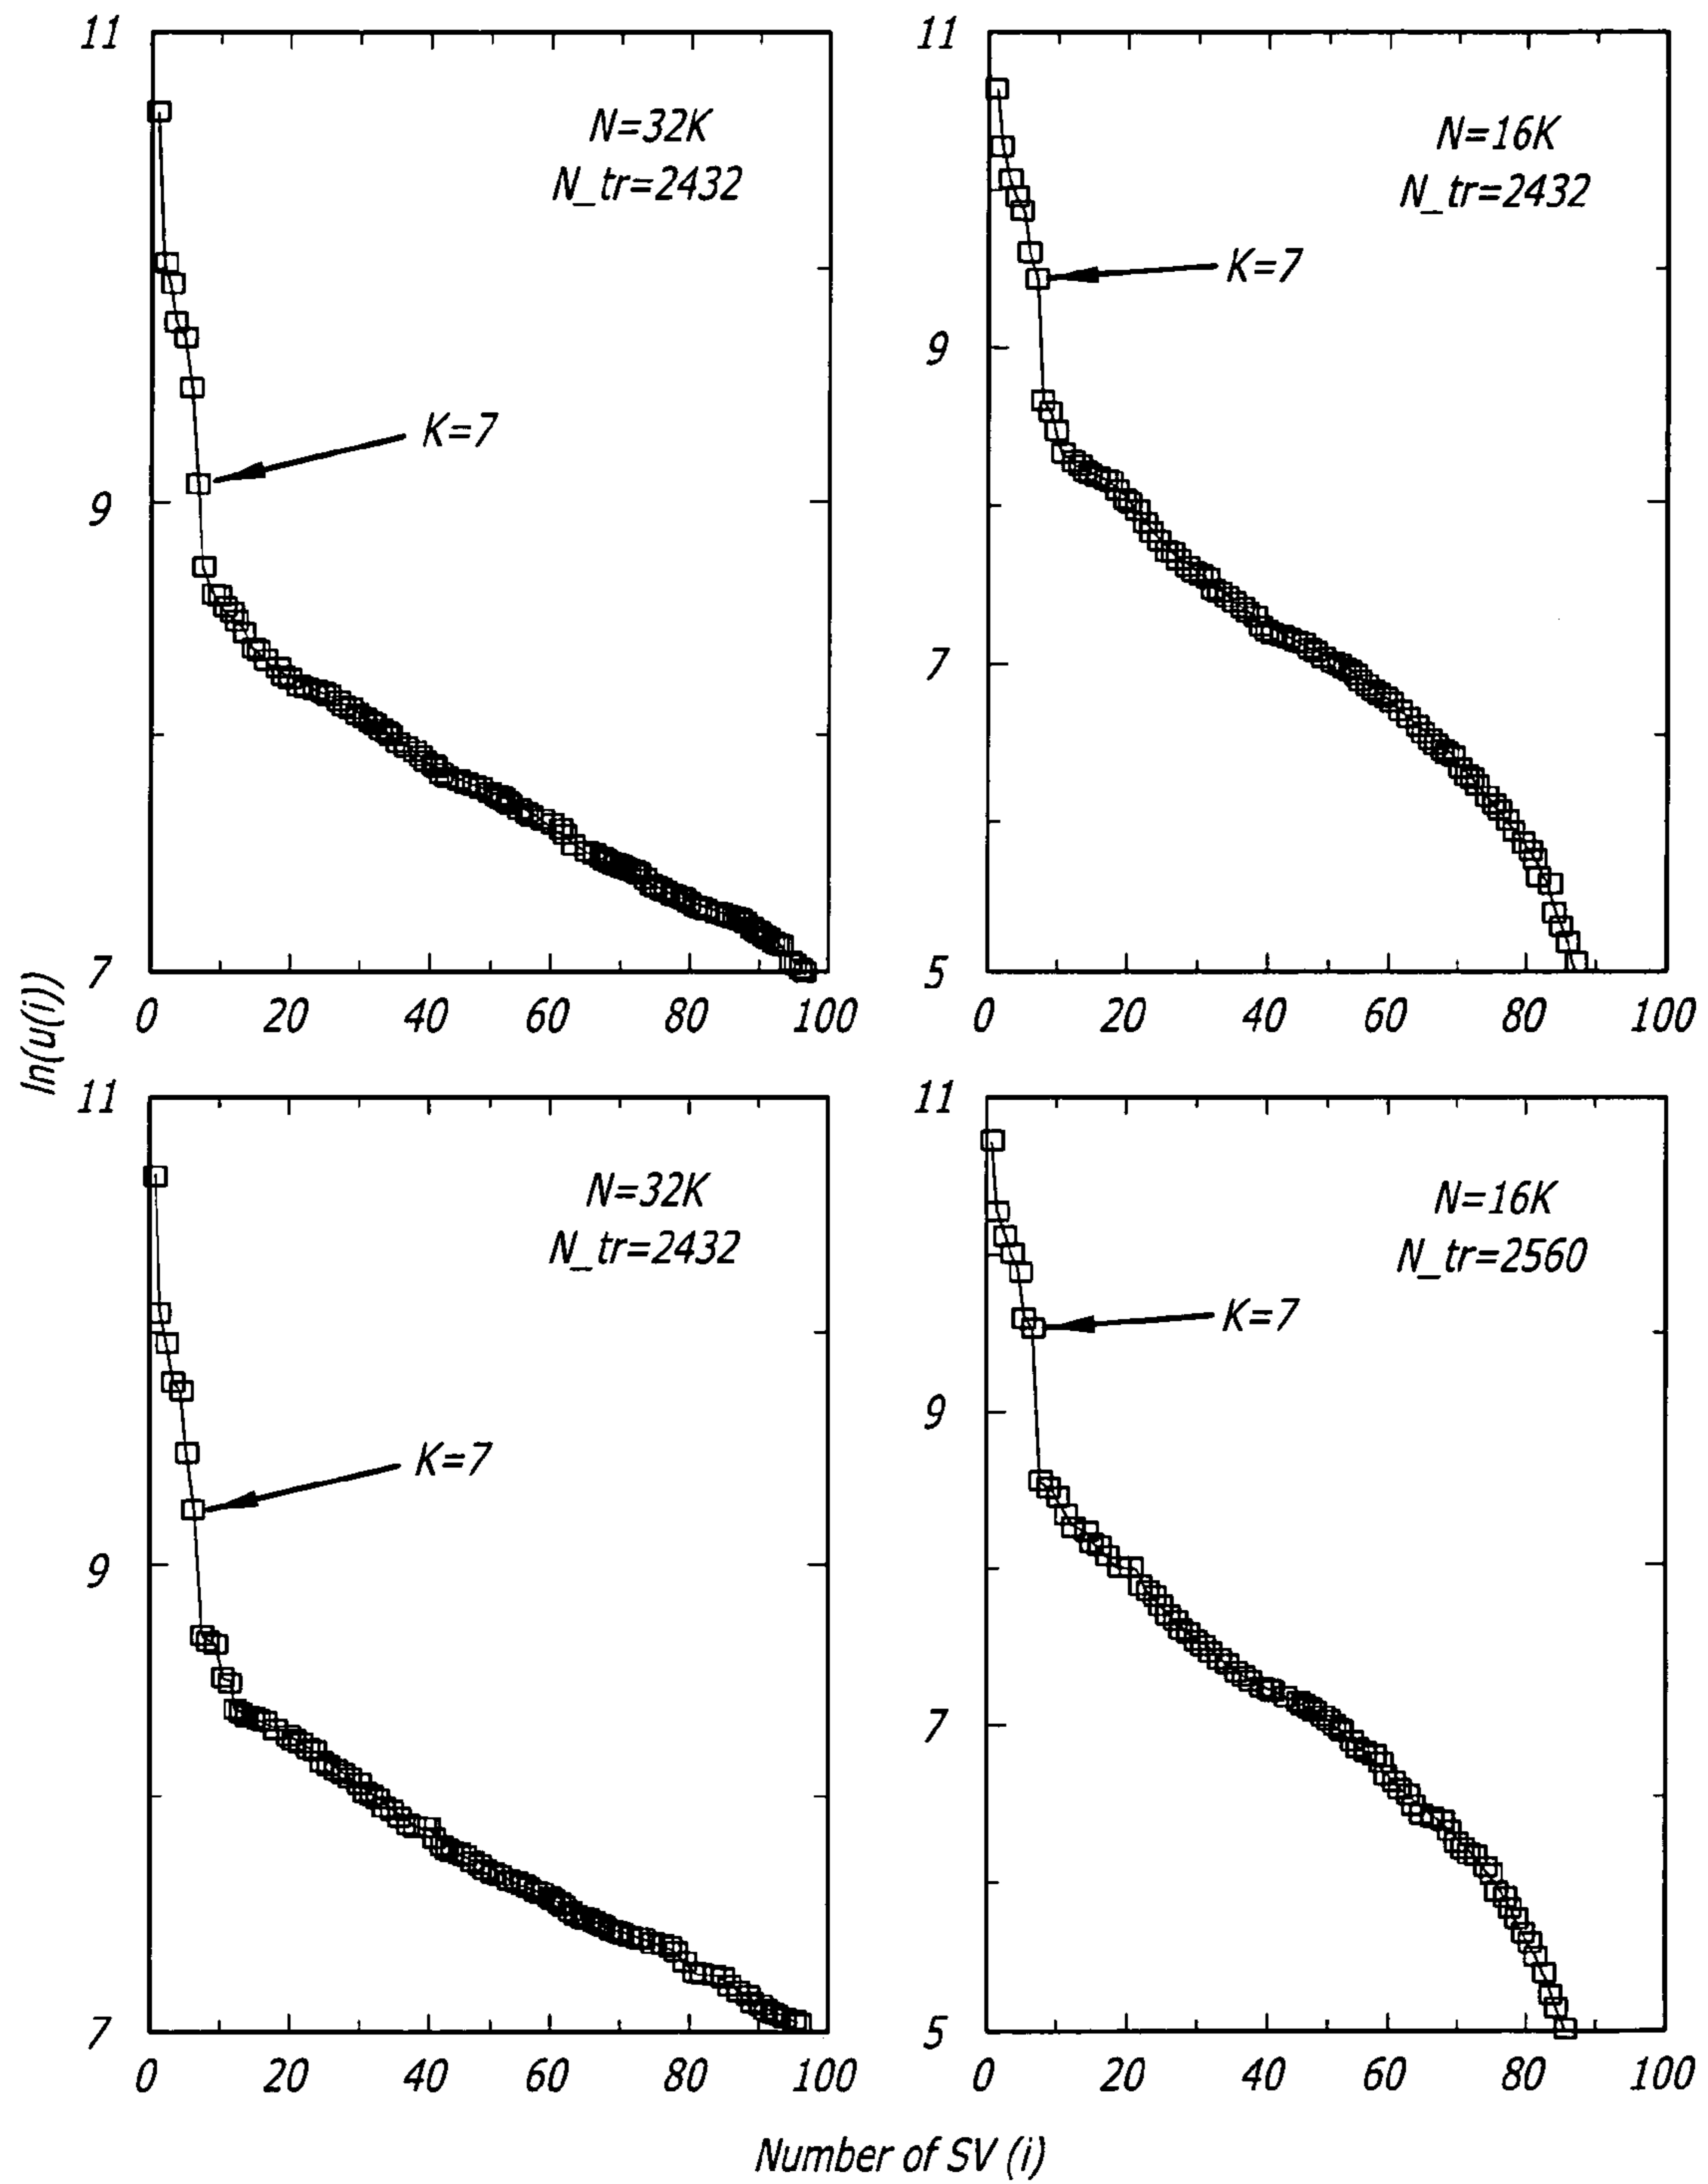 11
N=32K
N_tr=2432
K=7
9
7
0 20 40 60 80 100
11
N=16K
N_tr=2432
K=7
9
7
5
0 20 40 60 80 100
ln(u(i))
11
N=32K
N_tr=2432
K=7
9
7
0 20 40 60 80 100
11
N=16K
N_tr=2560
K=7
9
7
5
0 20 40 60 80 100
Number of SV (i)